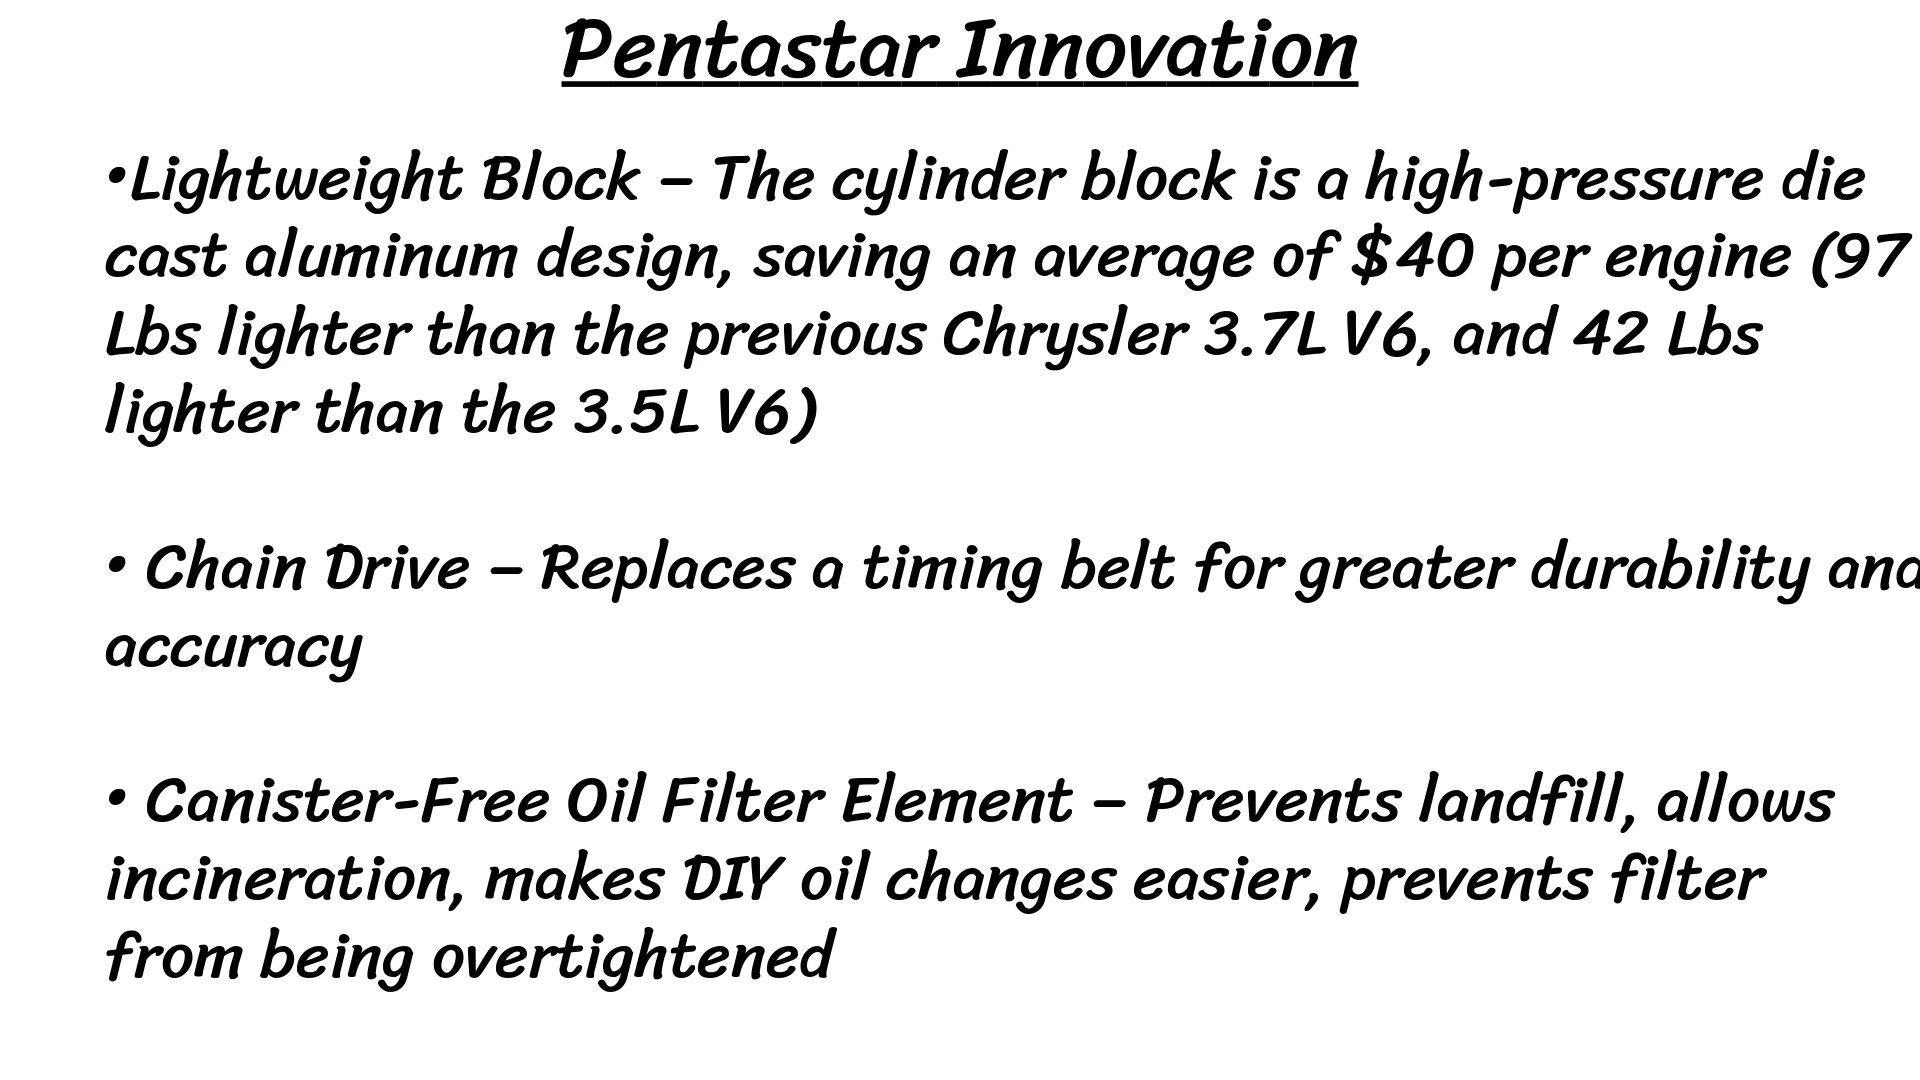 Pentastar Innovation
•Lightweight Block – The cylinder block is a high-pressure die
cast aluminum design, saving an average of $40 per engine (97
Lbs lighter than the previous Chrysler 3.7L V6, and 42 Lbs
lighter than the 3.5L V6)
• Chain Drive – Replaces a timing belt for greater durability and
accuracy
• Canister-Free Oil Filter Element – Prevents landfill, allows
incineration, makes DIY oil changes easier, prevents filter
from being overtightened